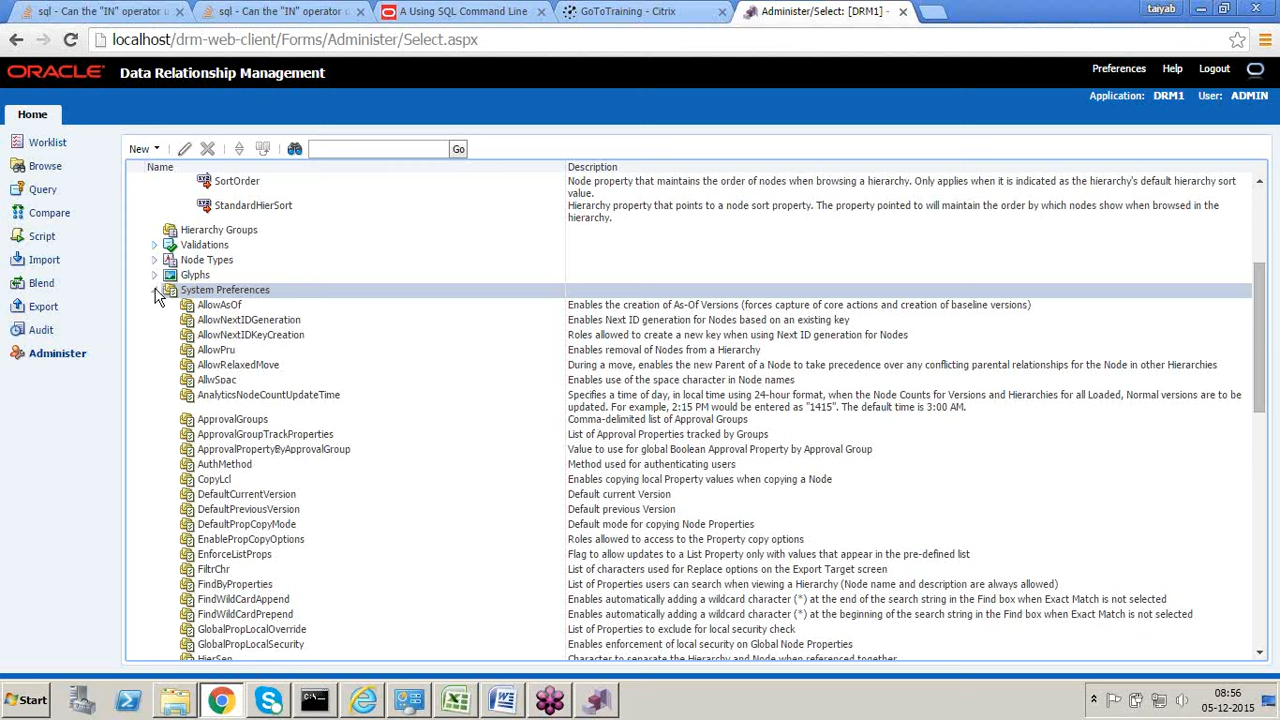 sql - Can the "IN" operator
sql - Can the "IN" operator
A Using SQL Command Line
GoToTraining - Citrix
Administer/Select: [DRM1] -
taryab
localhost/drm-web-client/Forms/Administer/Select.aspx
ORACLE Data Relationship Management
Preferences Help Logout
Application: DRM1 User: ADMIN
Home
Worklist
Browse
Query
Compare
Script
Import
Blend
Export
Audit
Administer
New Go
Name Description
SortOrder Node property that maintains the order of nodes when browsing a hierarchy. Only applies when it is indicated as the hierarchy's default hierarchy sort
value.
StandardHierSort Hierarchy property that points to a node sort property. The property pointed to will maintain the order by which nodes show when browsed in the
hierarchy.
Hierarchy Groups
Validations
Node Types
Glyphs
System Preferences
AllowAsOf Enables the creation of As-Of Versions (forces capture of core actions and creation of baseline versions)
AllowNextIDGeneration Enables Next ID generation for Nodes based on an existing key
AllowNextIDKeyCreation Roles allowed to create a new key when using Next ID generation for Nodes
AllowPru Enables removal of Nodes from a Hierarchy
AllowRelaxedMove During a move, enables the new Parent of a Node to take precedence over any conflicting parental relationships for the Node in other Hierarchies
AllwSpac Enables use of the space character in Node names
AnalyticsNodeCountUpdateTime Specifies a time of day, in local time using 24-hour format, when the Node Counts for Versions and Hierarchies for all Loaded, Normal versions are to be
updated. For example, 2:15 PM would be entered as "1415". The default time is 3:00 AM.
ApprovalGroups Comma-delimited list of Approval Groups
ApprovalGroupTrackProperties List of Approval Properties tracked by Groups
ApprovalPropertyByApprovalGroup Value to use for global Boolean Approval Property by Approval Group
AuthMethod Method used for authenticating users
CopyLcl Enables copying local Property values when copying a Node
DefaultCurrentVersion Default current Version
DefaultPreviousVersion Default previous Version
DefaultPropCopyMode Default mode for copying Node Properties
EnablePropCopyOptions Roles allowed to access to the Property copy options
EnforceListProps Flag to allow updates to a List Property only with values that appear in the pre-defined list
FiltrChr List of characters used for Replace options on the Export Target screen
FindByProperties List of Properties users can search when viewing a Hierarchy (Node name and description are always allowed)
FindWildCardAppend Enables automatically adding a wildcard character (*) at the end of the search string in the Find box when Exact Match is not selected
FindWildCardPrepend Enables automatically adding a wildcard character (*) at the beginning of the search string in the Find box when Exact Match is not selected
GlobalPropLocalOverride List of Properties to exclude for local security check
GlobalPropLocalSecurity Enables enforcement of local security on Global Node Properties
HierSep Character to separate the Hierarchy and Node when referenced together
Start
08:56
05-12-2015